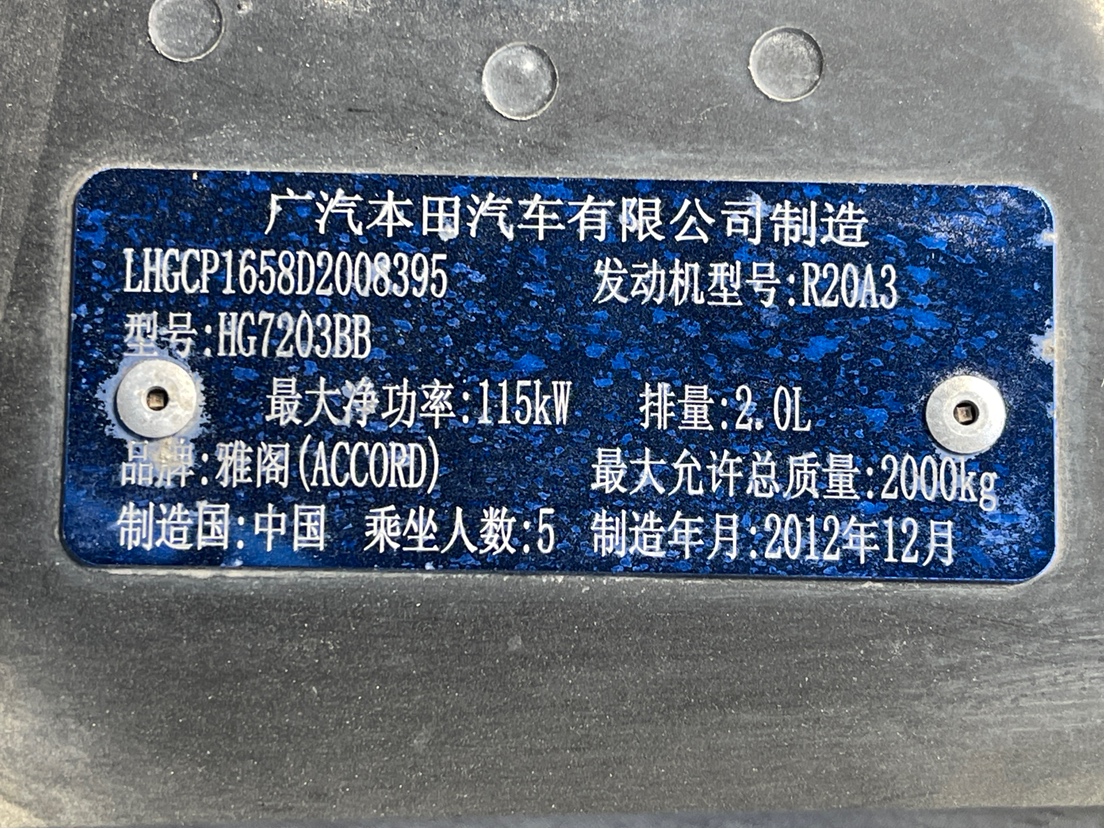 广汽本田汽车有限公司制造
LHGCP1658D2008395 发动机型号:R20A3
型号:HG7203BB
最大净功率:115kW 排量:2.0L
品牌:雅阁(ACCORD) 最大允许总质量:2000kg
制造国:中国 乘坐人数:5 制造年月:2012年12月